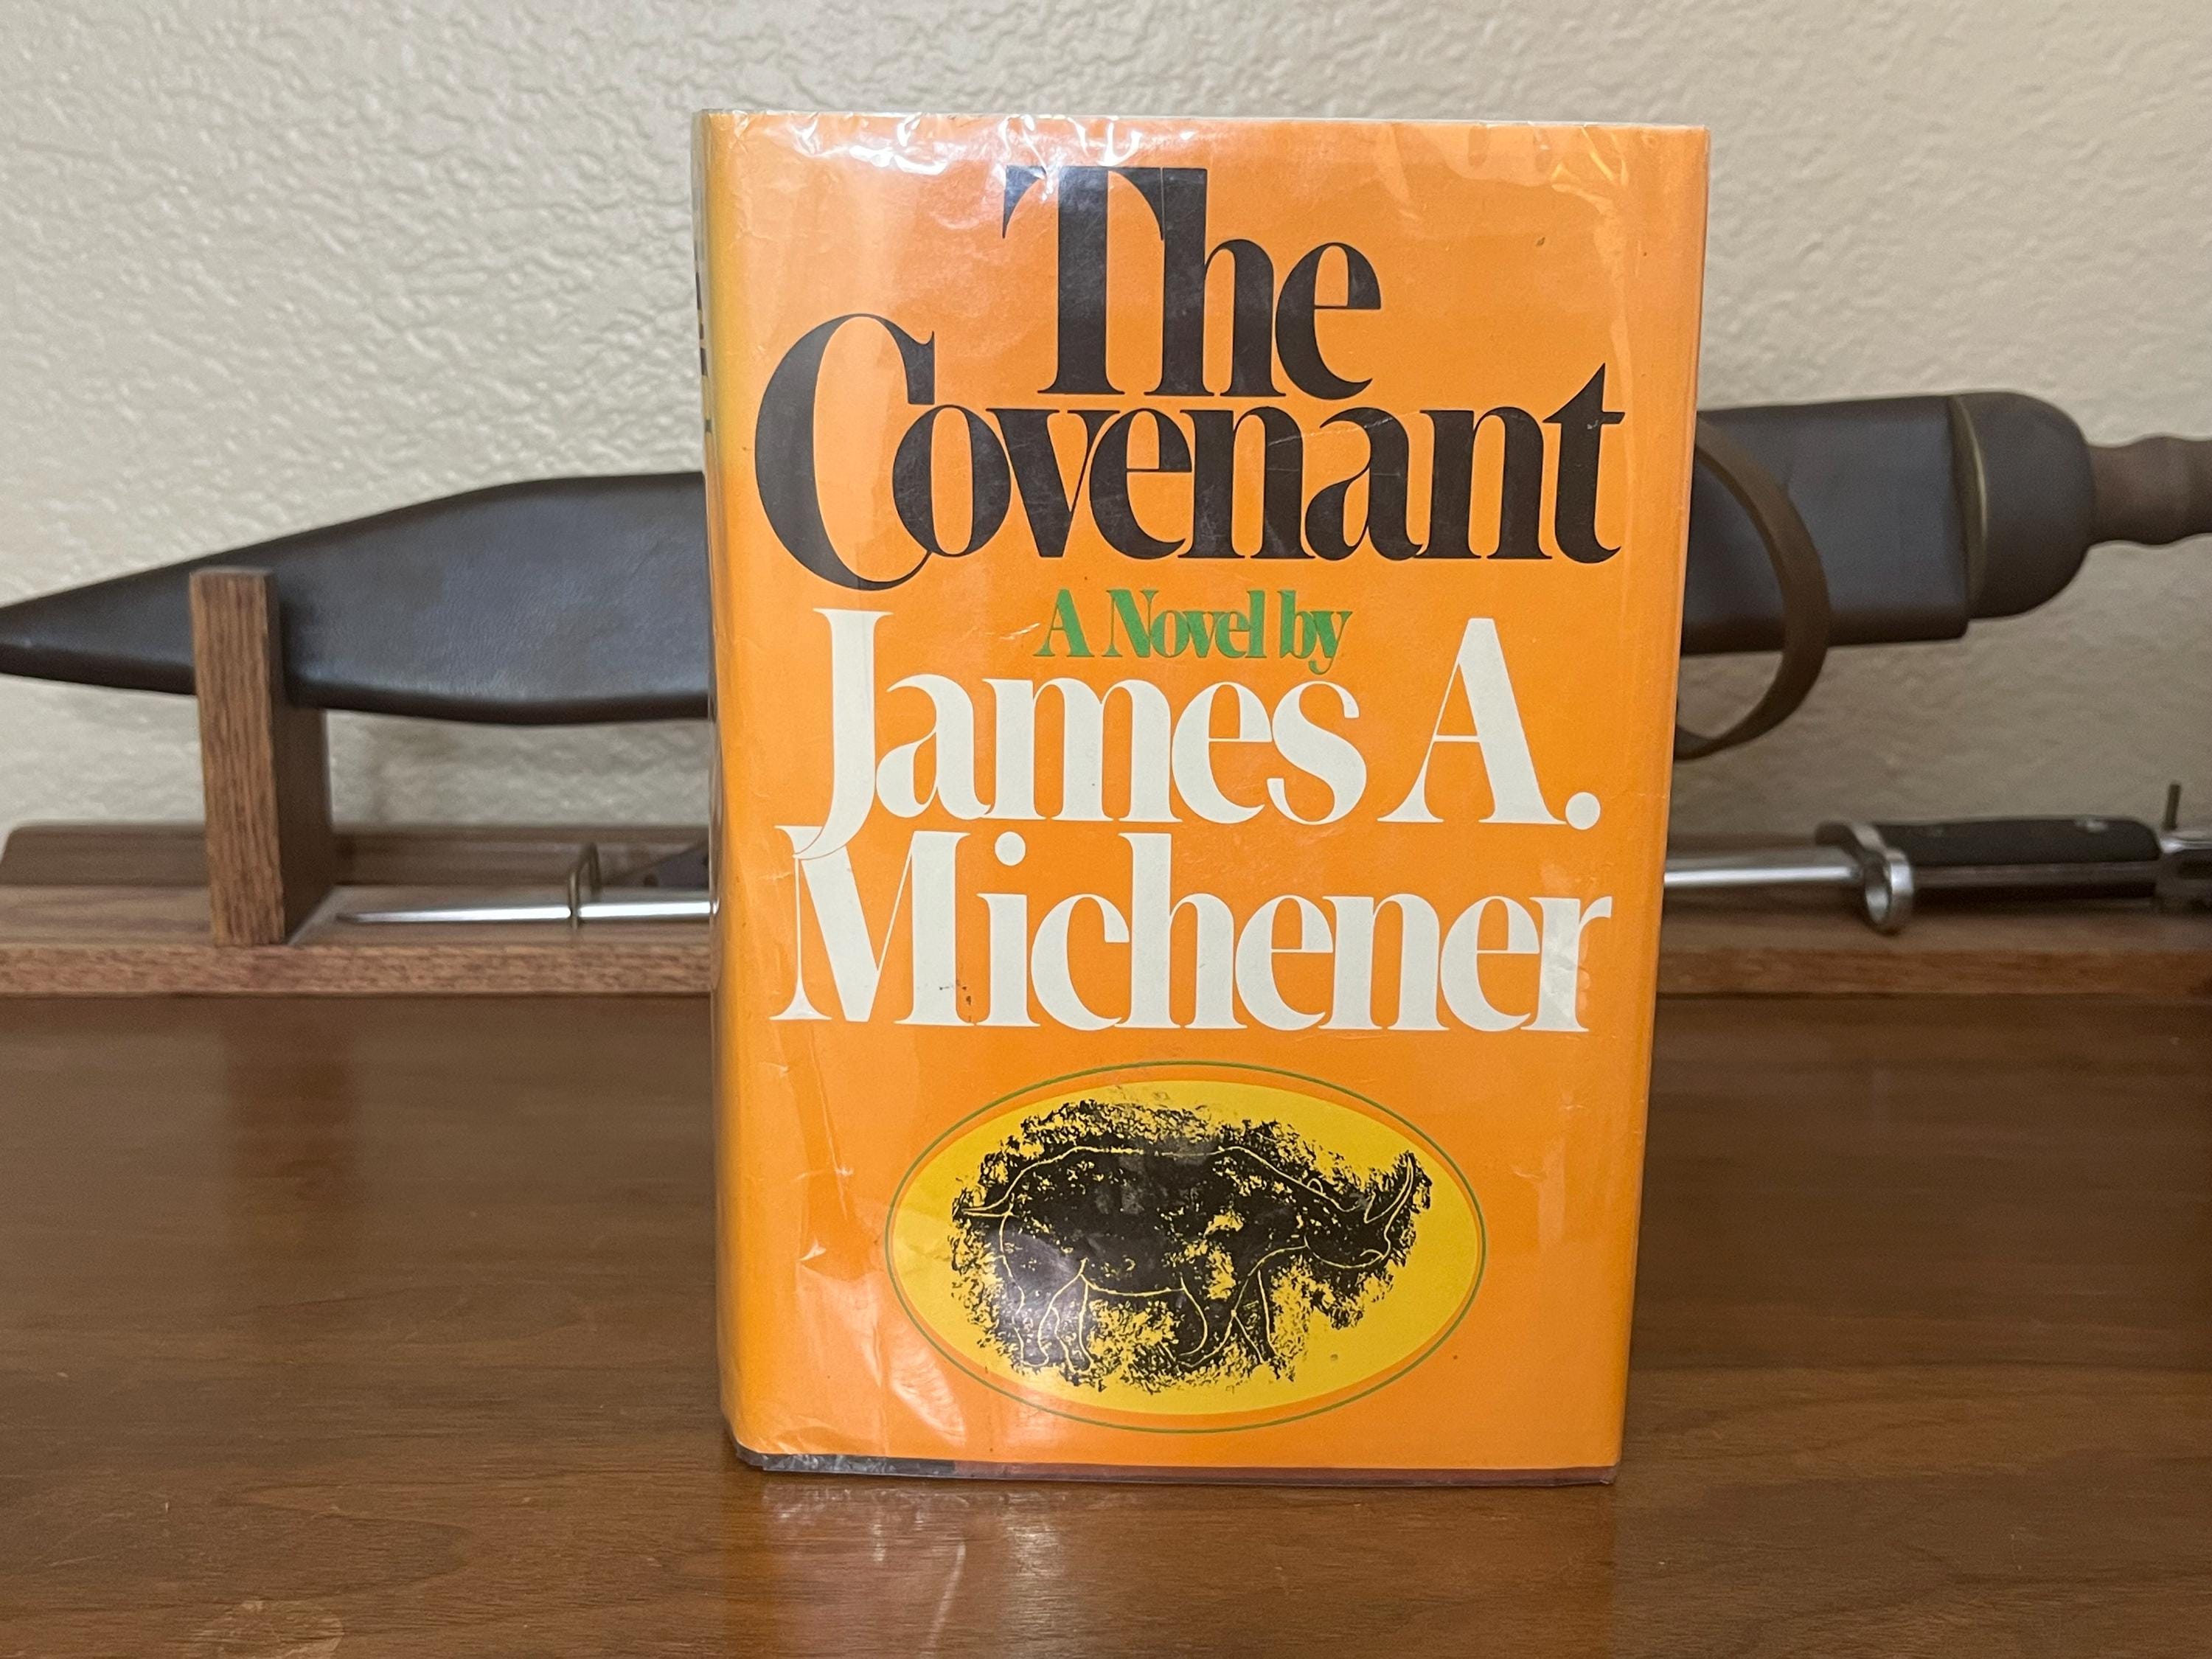 The
Covenant
A Novel by
James A.
Michener